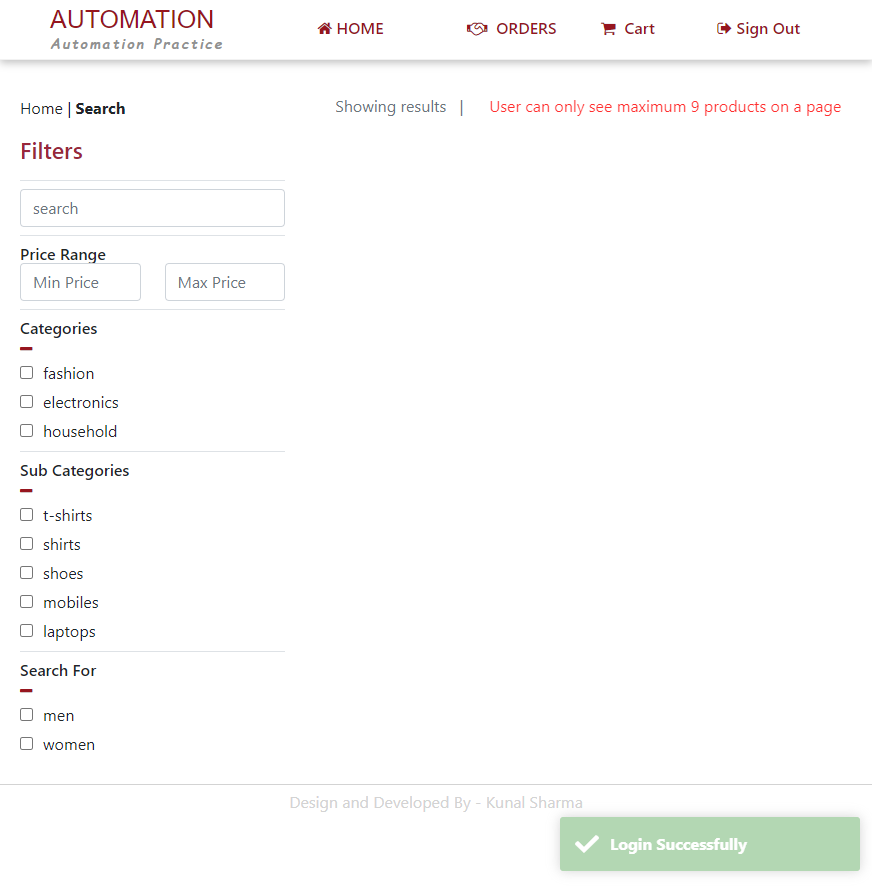 AUTOMATION
Automation Practice
HOME
ORDERS
Cart
Sign Out
Home | Search
Showing results |
User can only see maximum 9 products on a page
Filters
search
Price Range
Min Price
Max Price
Categories
fashion
electronics
household
Sub Categories
t-shirts
shirts
shoes
mobiles
laptops
Search For
men
women
Design and Developed By - Kunal Sharma
Login Successfully